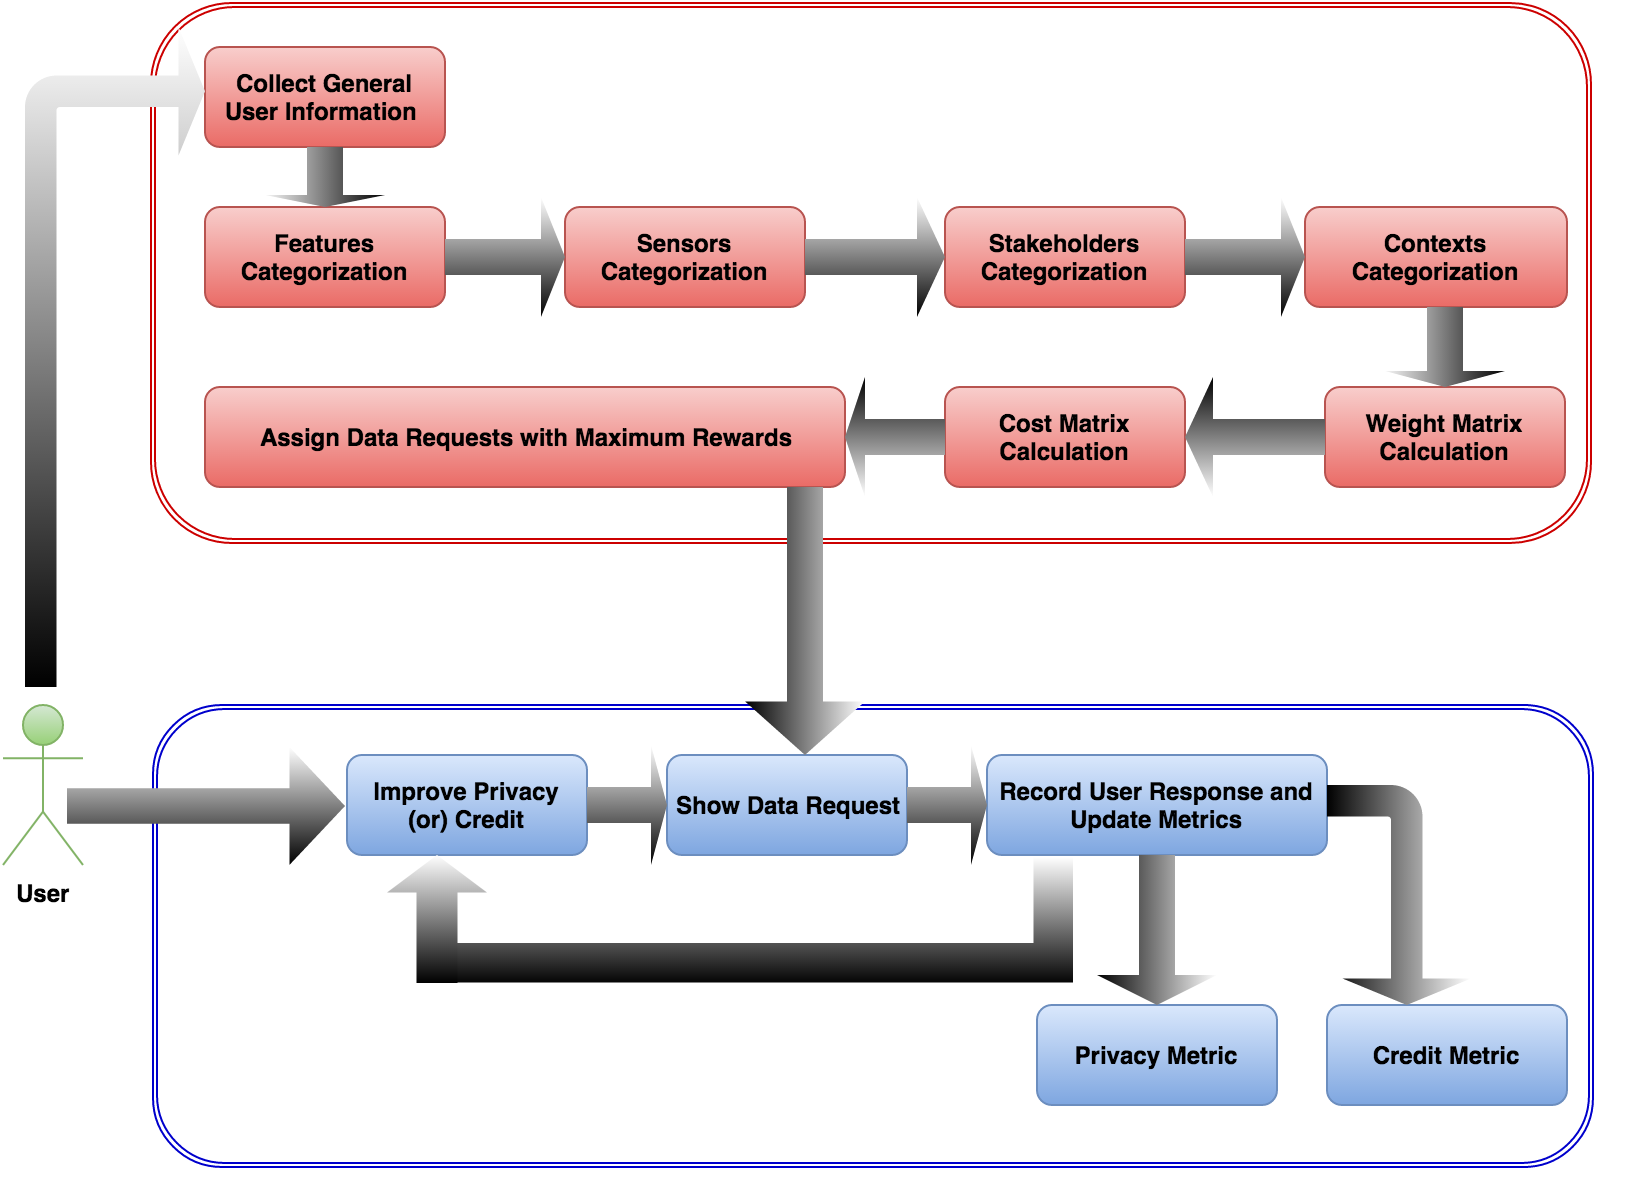 Collect General
User Information
Features
Categorization
Sensors
Categorization
Stakeholders
Categorization
Contexts
Categorization
Assign Data Requests with Maximum Rewards
Cost Matrix
Calculation
Weight Matrix
Calculation
User
Improve Privacy
(or) Credit
Show Data Request
Record User Response and
Update Metrics
Privacy Metric
Credit Metric